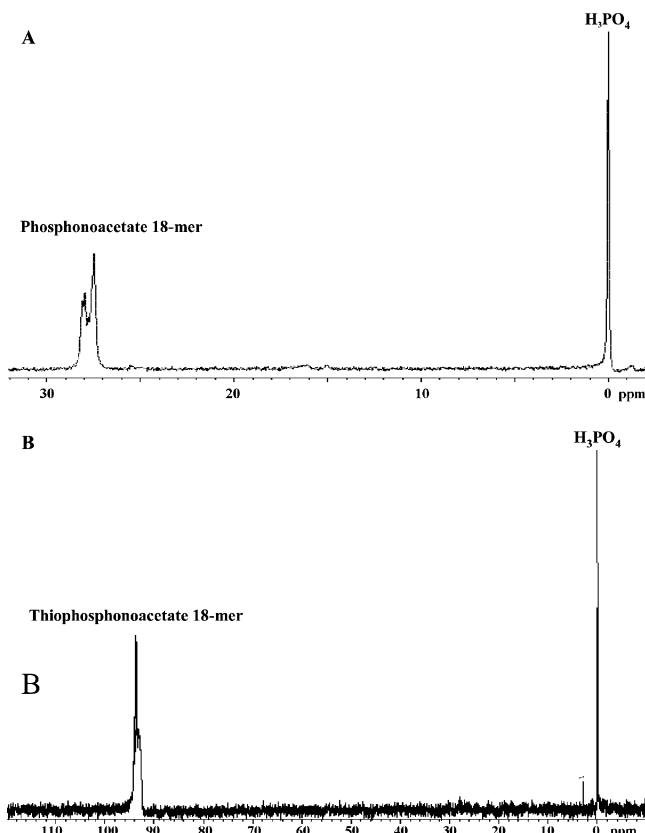 A
H₃PO₄
Phosphonoacetate 18-mer
30 20 10 0 ppm
B
H₃PO₄
Thiophosphonoacetate 18-mer
B
110 100 90 80 70 60 50 40 30 20 10 0 ppm